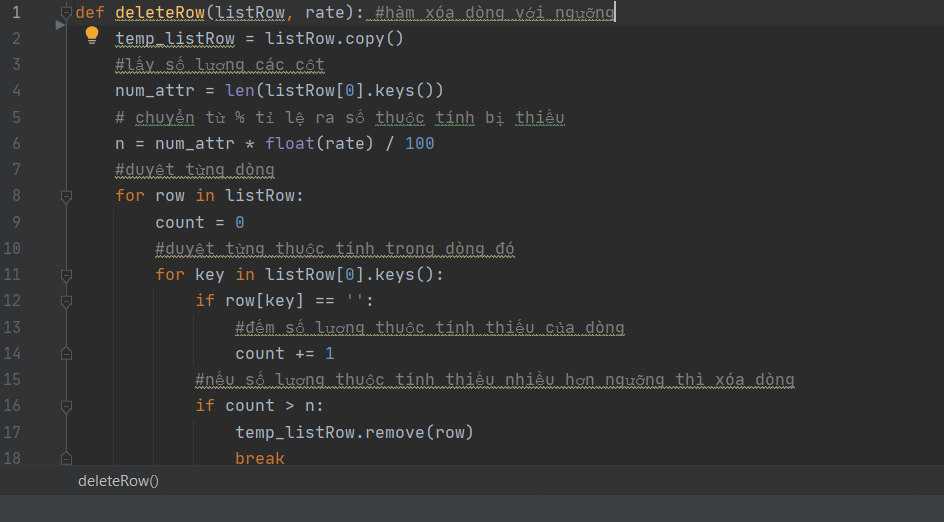 1 def deleteRow(listRow, rate): #hàm xóa dòng với ngưỡng
2 temp_listRow = listRow.copy()
3 #lấy số lượng các cột
4 num_attr = len(listRow[0].keys())
5 # chuyển từ % tỉ lệ ra số thuộc tính bị thiếu
6 n = num_attr * float(rate) / 100
7 #duyệt từng dòng
8 for row in listRow:
9 count = 0
10 #duyệt từng thuộc tính trong dòng đó
11 for key in listRow[0].keys():
12 if row[key] == '':
13 #đếm số lượng thuộc tính thiếu của dòng
14 count += 1
15 #nếu số lượng thuộc tính thiếu nhiều hơn ngưỡng thì xóa dòng
16 if count > n:
17 temp_listRow.remove(row)
18 break
deleteRow()